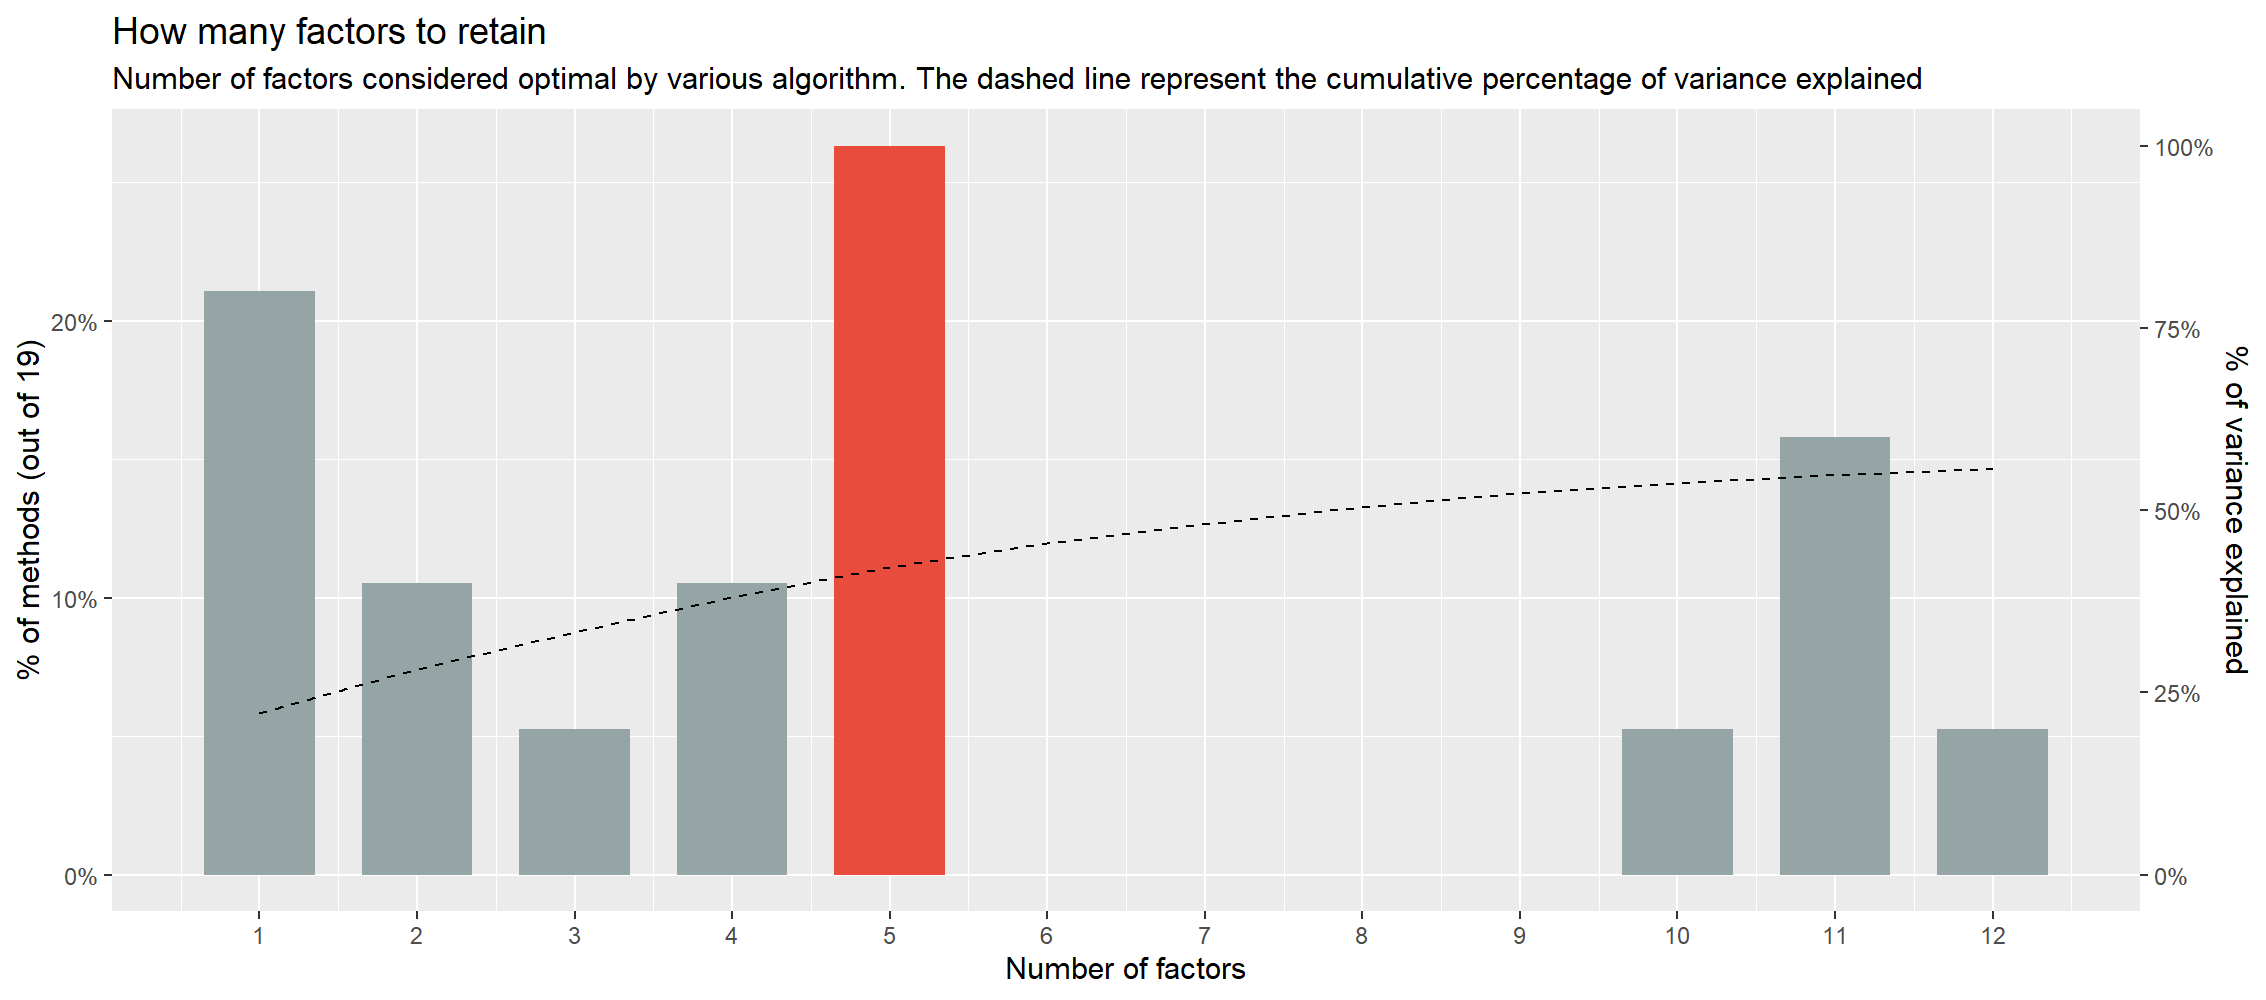 How many factors to retain
Number of factors considered optimal by various algorithm. The dashed line represent the cumulative percentage of variance explained
% of methods (out of 19)
20%
10%
0%
100%
75%
50%
25%
0%
% of variance explained
1 2 3 4 5 6 7 8 9 10 11 12
Number of factors